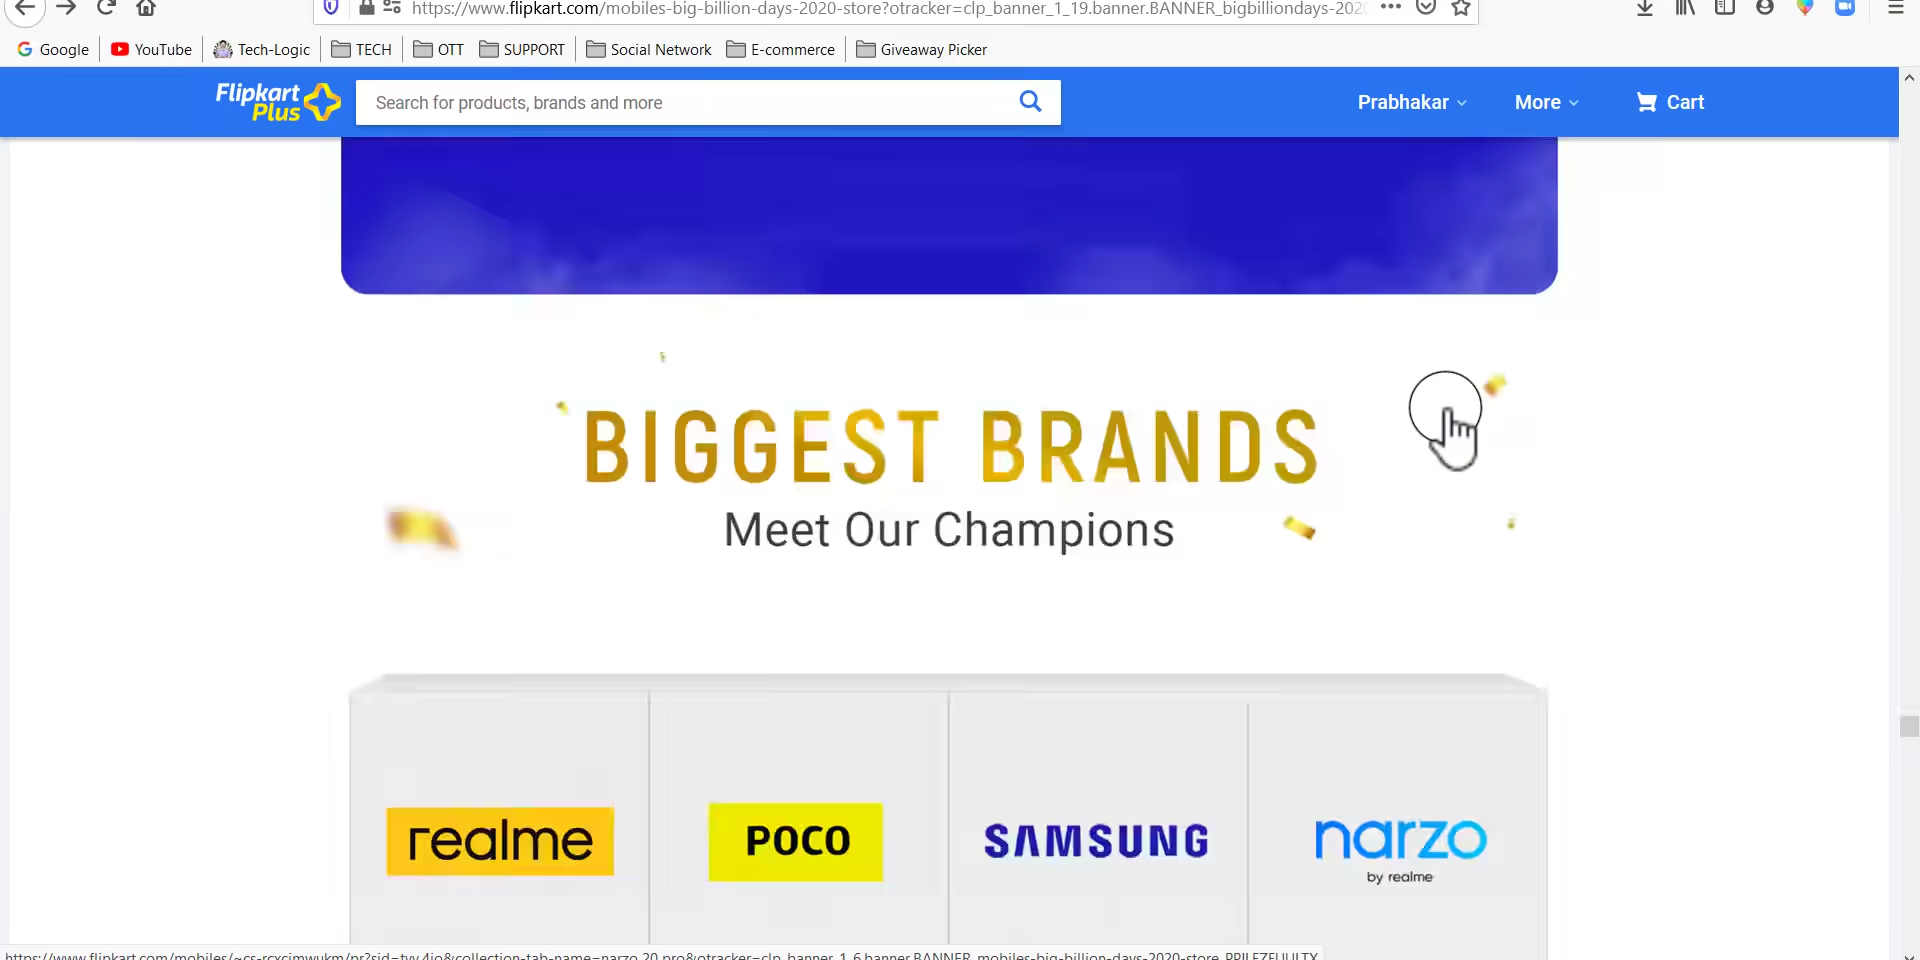 https://www.flipkart.com/mobiles-big-billion-days-2020-store?otracker=clp_banner_1_19.banner.BANNER_bigbilliondays-202
Google YouTube Tech-Logic TECH OTT SUPPORT Social Network E-commerce Giveaway Picker
Flipkart
Plus
Search for products, brands and more
Prabhakar More Cart
BIGGEST BRANDS
Meet Our Champions
realme POCO SAMSUNG narzo
by realme